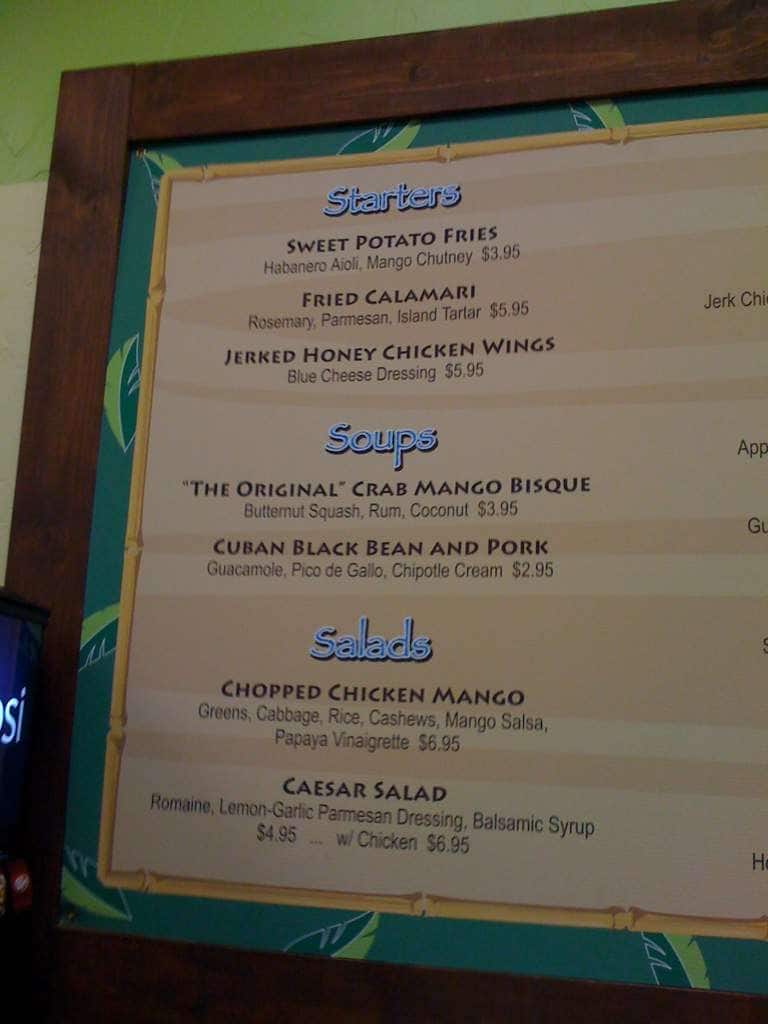 Starters
SWEET POTATO FRIES
Habanero Aioli, Mango Chutney $3.95
FRIED CALAMARI
Rosemary, Parmesan, Island Tartar $5.95
JERKED HONEY CHICKEN WINGS
Blue Cheese Dressing $5.95
Soups
"THE ORIGINAL" CRAB MANGO BISQUE
Butternut Squash, Rum, Coconut $3.95
CUBAN BLACK BEAN AND PORK
Guacamole, Pico de Gallo, Chipotle Cream $2.95
Salads
CHOPPED CHICKEN MANGO
Greens, Cabbage, Rice, Cashews, Mango Salsa,
Papaya Vinaigrette $6.95
CAESAR SALAD
Romaine, Lemon-Garlic Parmesan Dressing, Balsamic Syrup
$4.95 ... w/ Chicken $6.95
Jerk Chi
App
Gu
Ho
si